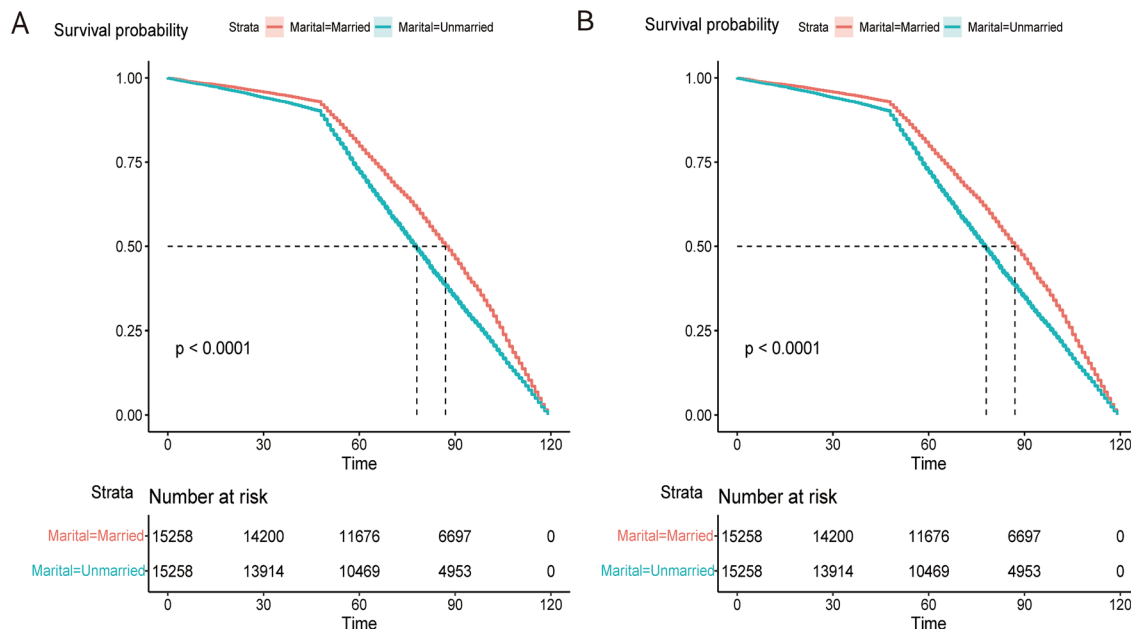 A
Survival probability
Strata Marital=Married Marital=Unmarried
1.00
0.75
0.50
0.25
0.00
p < 0.0001
0 30 60 90 120
Time
Strata Number at risk
Marital=Married 15258 14200 11676 6697 0
Marital=Unmarried 15258 13914 10469 4953 0
0 30 60 90 120
Time
B
Survival probability
Strata Marital=Married Marital=Unmarried
1.00
0.75
0.50
0.25
0.00
p < 0.0001
0 30 60 90 120
Time
Strata Number at risk
Marital=Married 15258 14200 11676 6697 0
Marital=Unmarried 15258 13914 10469 4953 0
0 30 60 90 120
Time